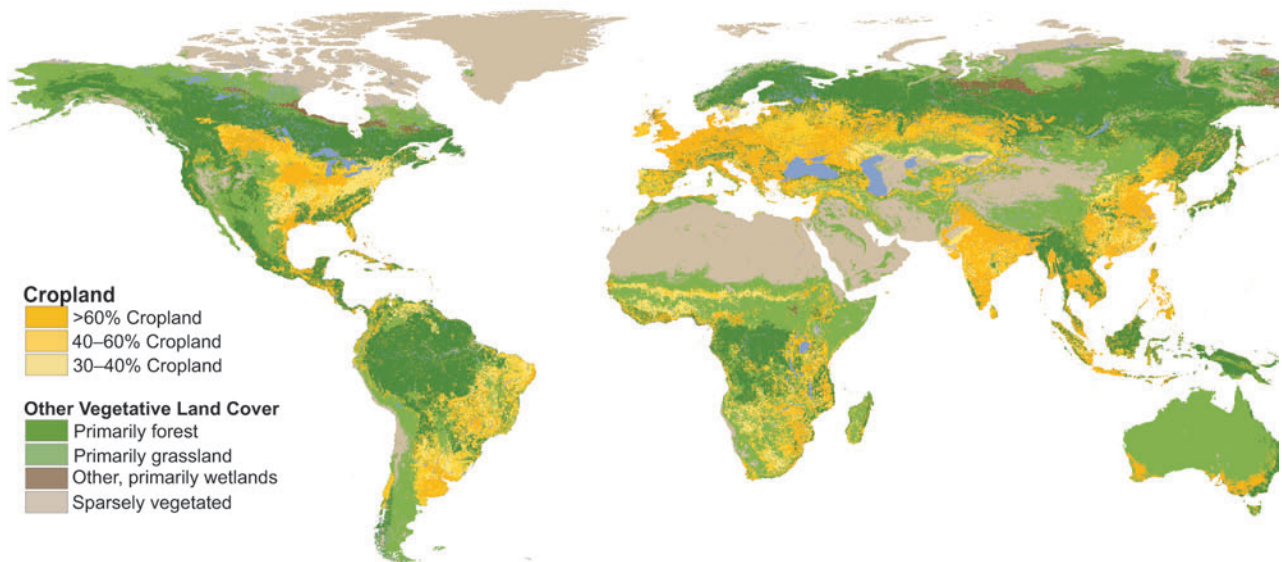 Cropland
>60% Cropland
40–60% Cropland
30–40% Cropland
Other Vegetative Land Cover
Primarily forest
Primarily grassland
Other, primarily wetlands
Sparsely vegetated